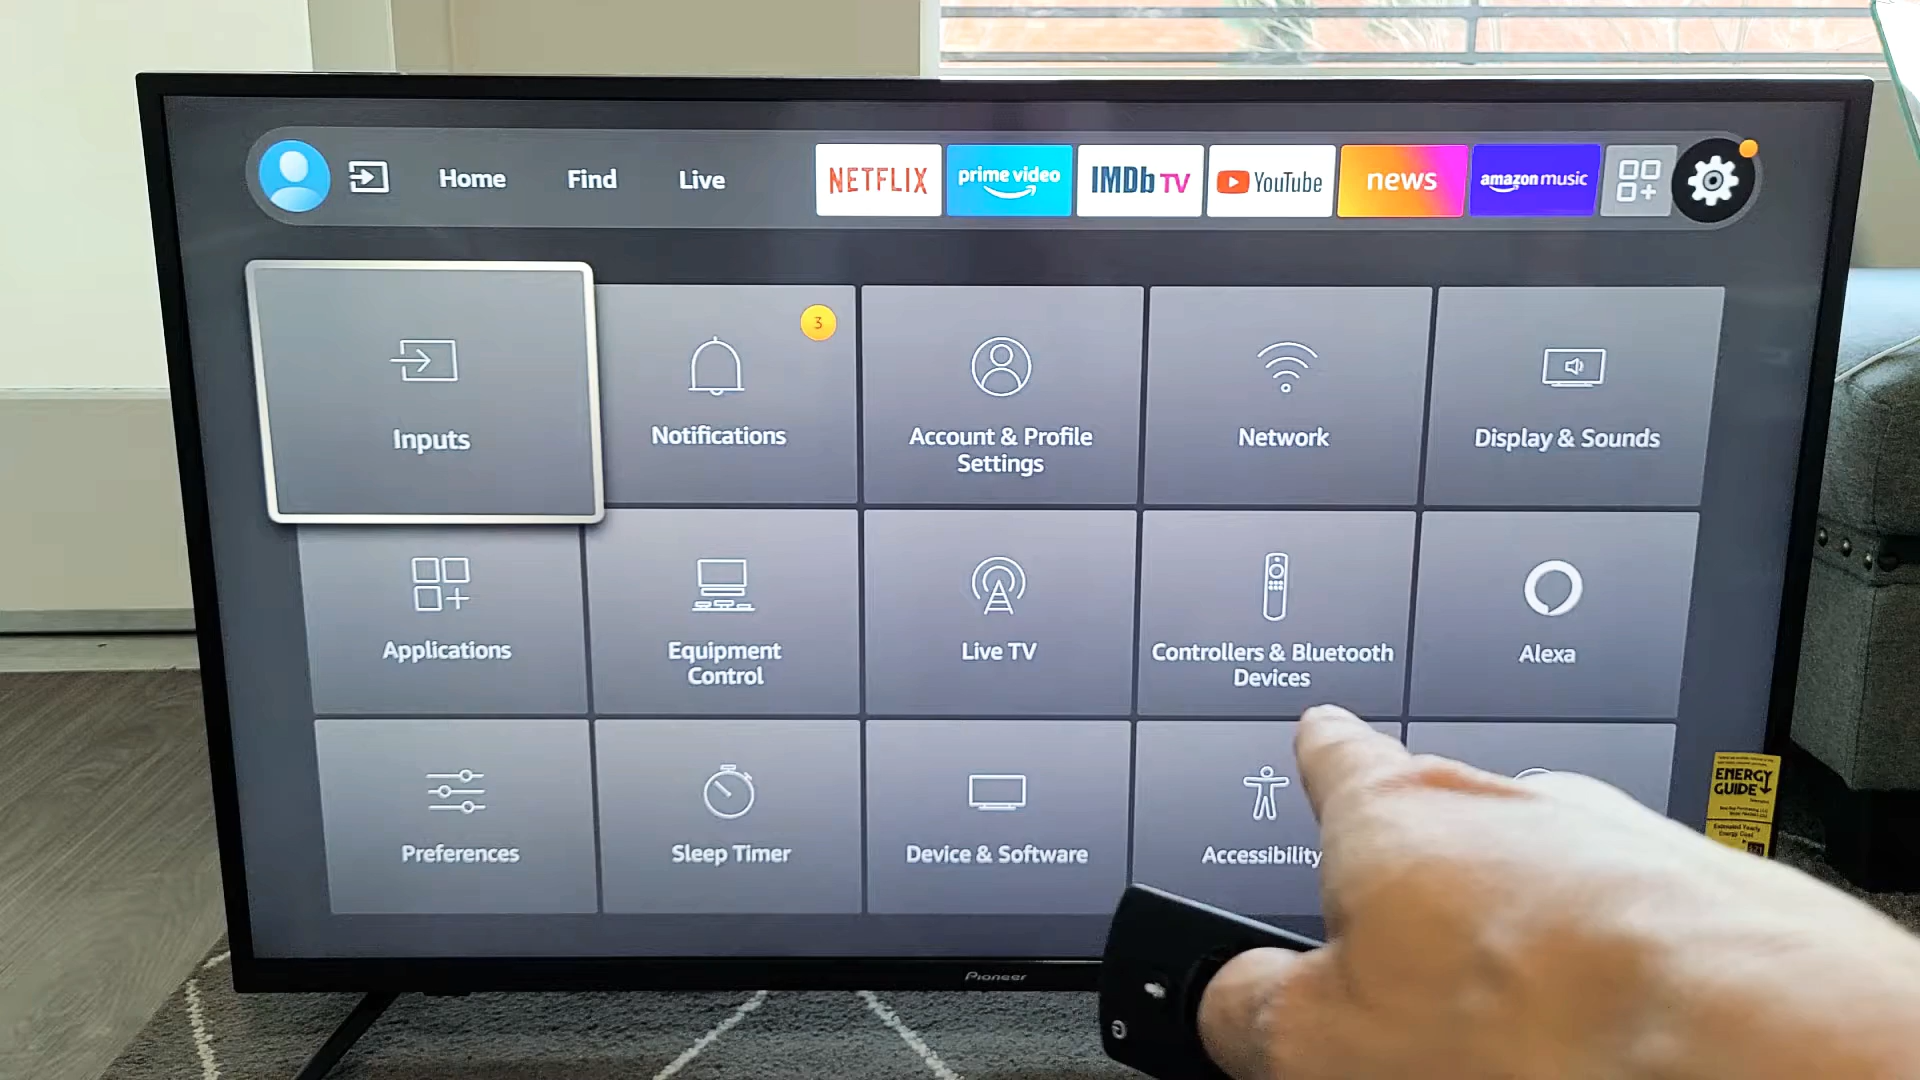 Home Find Live NETFLIX prime video IMDb TV YouTube news amazon music
3
Inputs Notifications Account & Profile Network Display & Sounds
Settings
Applications Equipment Live TV Controllers & Bluetooth Alexa
Control Devices
Preferences Sleep Timer Device & Software Accessibility
ENERGY
GUIDE
Pioneer